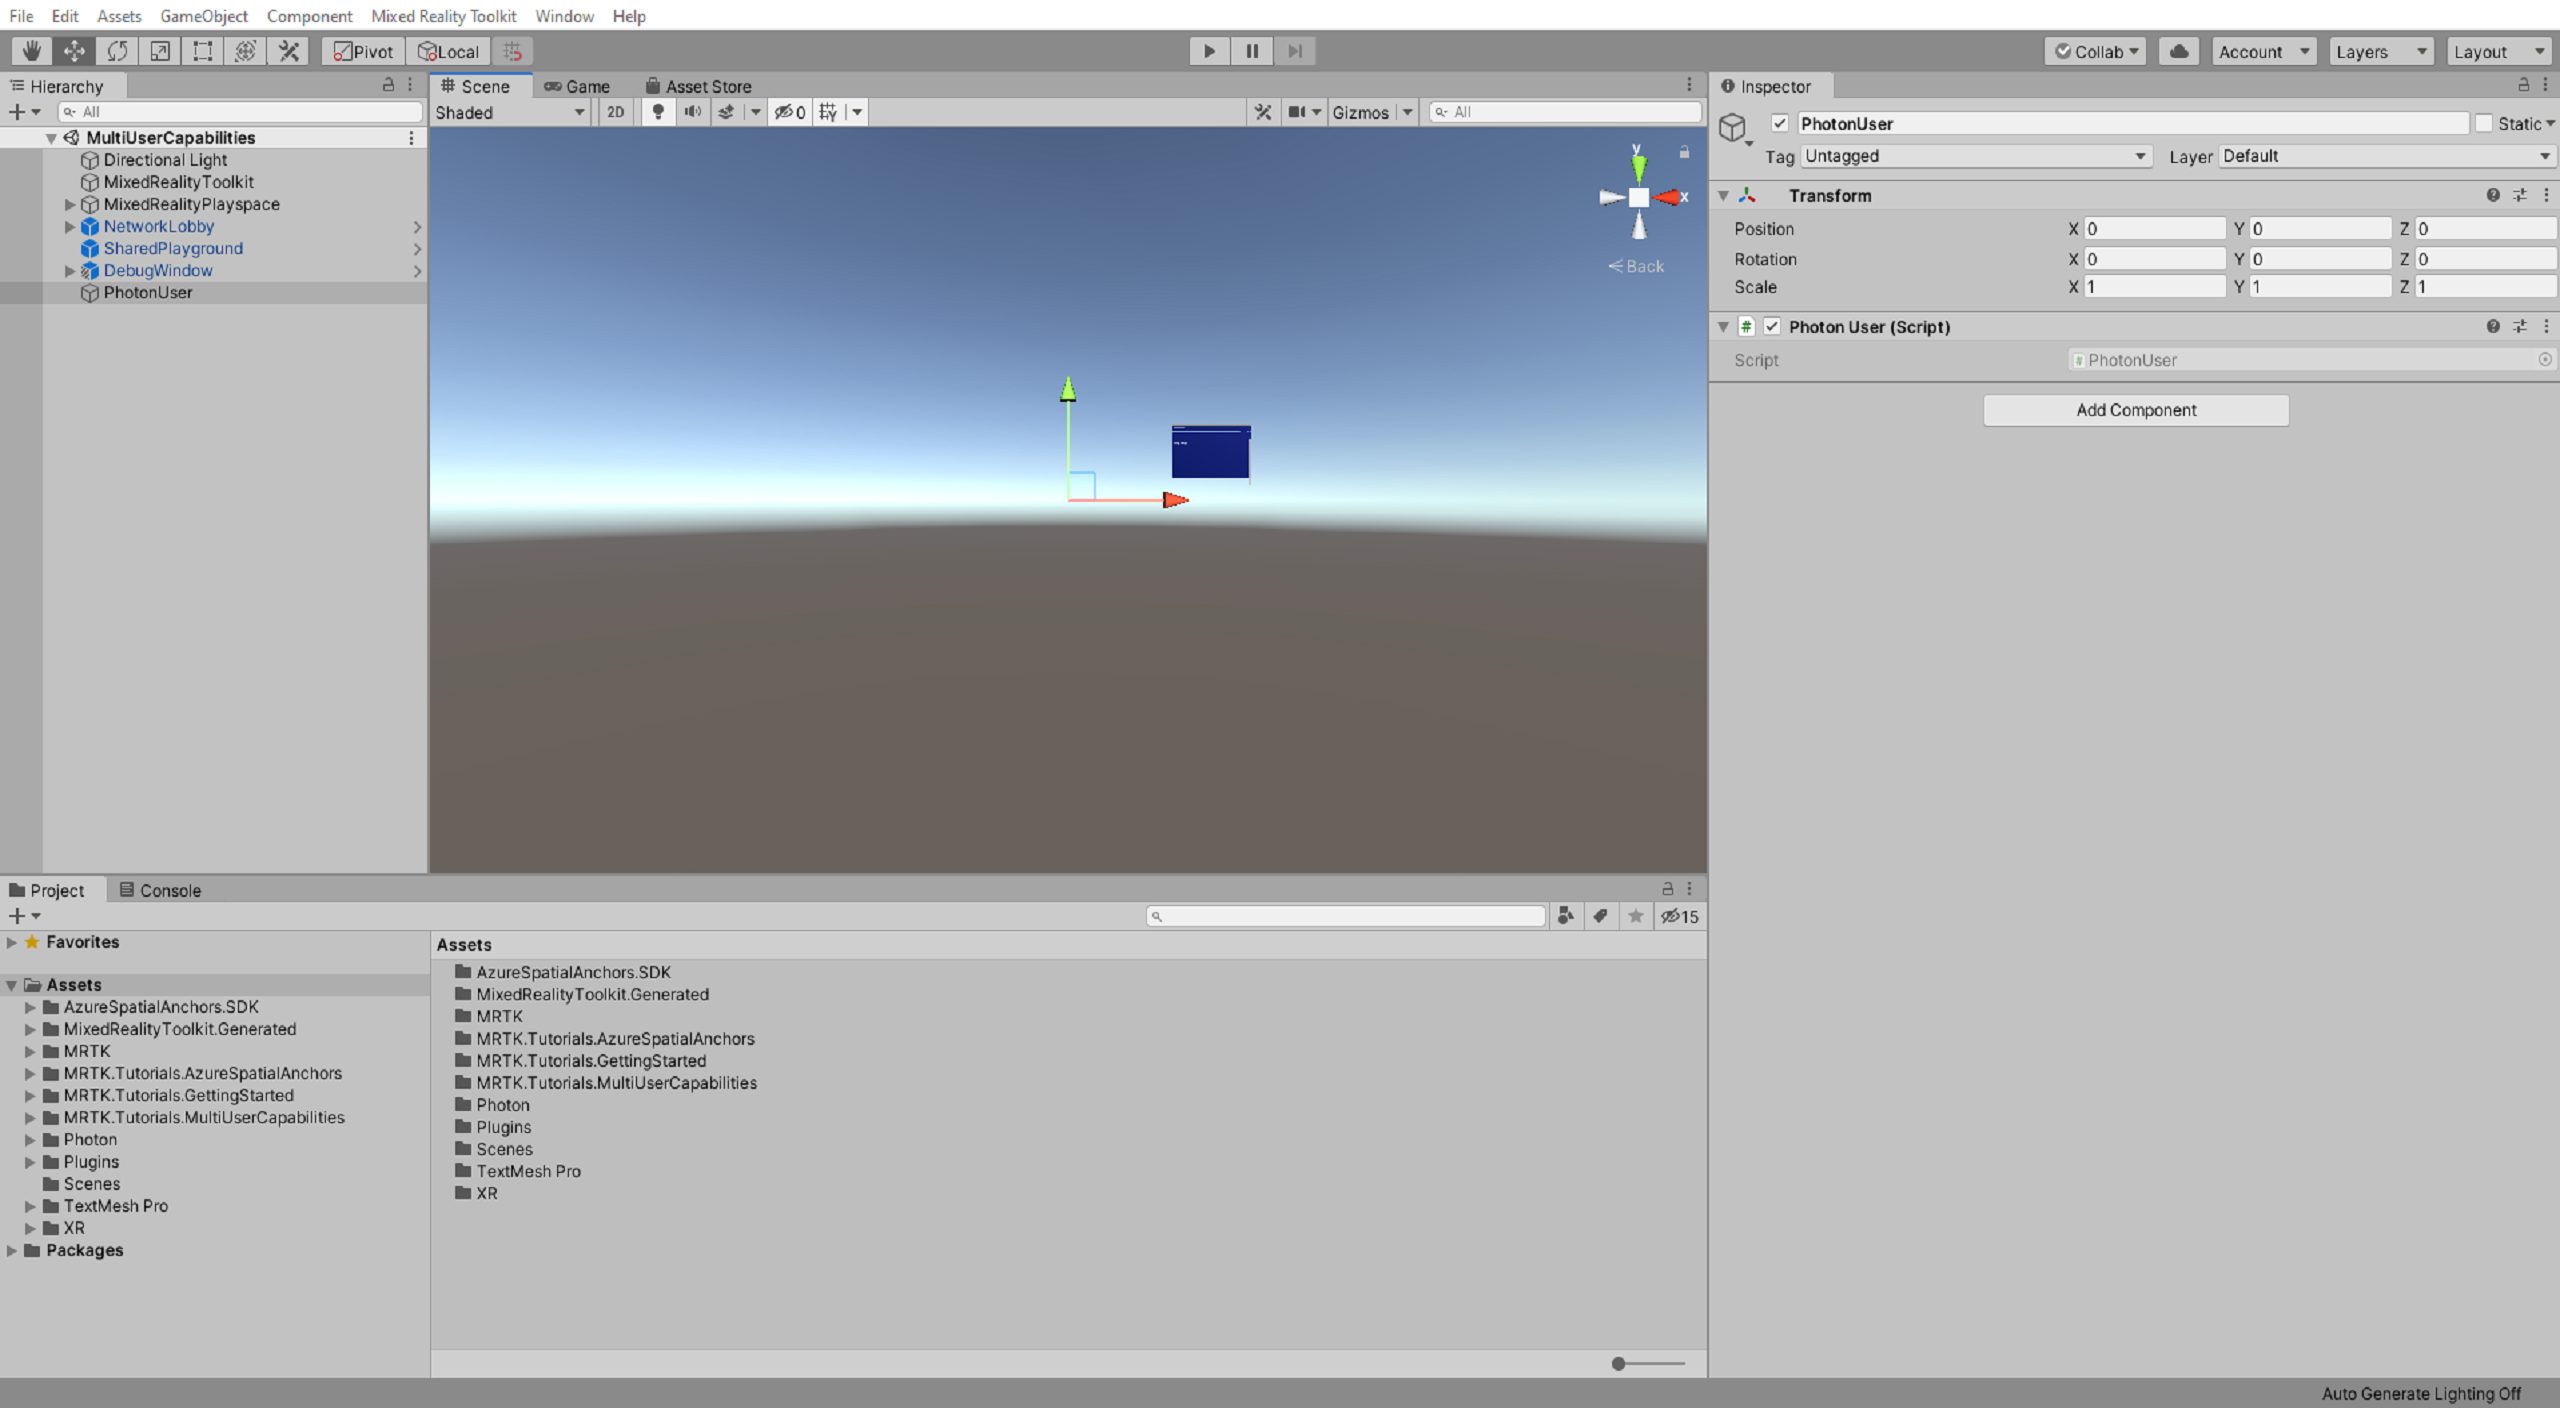 File Edit Assets GameObject Component Mixed Reality Toolkit Window Help
Pivot Local Collab Account Layers Layout
Hierarchy
All
MultiUserCapabilities
Directional Light
MixedRealityToolkit
MixedRealityPlayspace
NetworkLobby
SharedPlayground
DebugWindow
PhotonUser
Scene Game Asset Store
Shaded 2D 0 Gizmos All
y
x
Back
Inspector
PhotonUser Static
Tag Untagged Layer Default
Transform
Position X 0 Y 0 Z 0
Rotation X 0 Y 0 Z 0
Scale X 1 Y 1 Z 1
# Photon User (Script)
Script PhotonUser
Add Component
Project Console
15
Favorites
Assets
AzureSpatialAnchors.SDK
MixedRealityToolkit.Generated
MRTK
MRTK.Tutorials.AzureSpatialAnchors
MRTK.Tutorials.GettingStarted
MRTK.Tutorials.MultiUserCapabilities
Photon
Plugins
Scenes
TextMesh Pro
XR
Packages
Assets
AzureSpatialAnchors.SDK
MixedRealityToolkit.Generated
MRTK
MRTK.Tutorials.AzureSpatialAnchors
MRTK.Tutorials.GettingStarted
MRTK.Tutorials.MultiUserCapabilities
Photon
Plugins
Scenes
TextMesh Pro
XR
Auto Generate Lighting Off